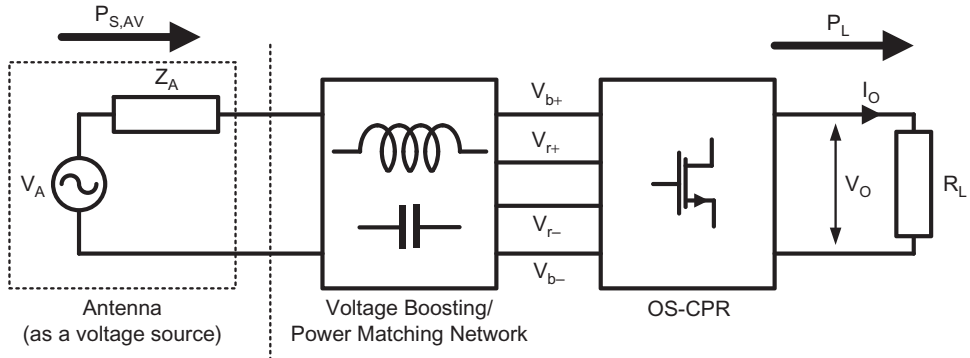 P_S,AV
P_L
Z_A
V_A
V_b+
V_r+
V_r–
V_b–
I_O
V_O
R_L
Antenna
(as a voltage source)
Voltage Boosting/
Power Matching Network
OS-CPR